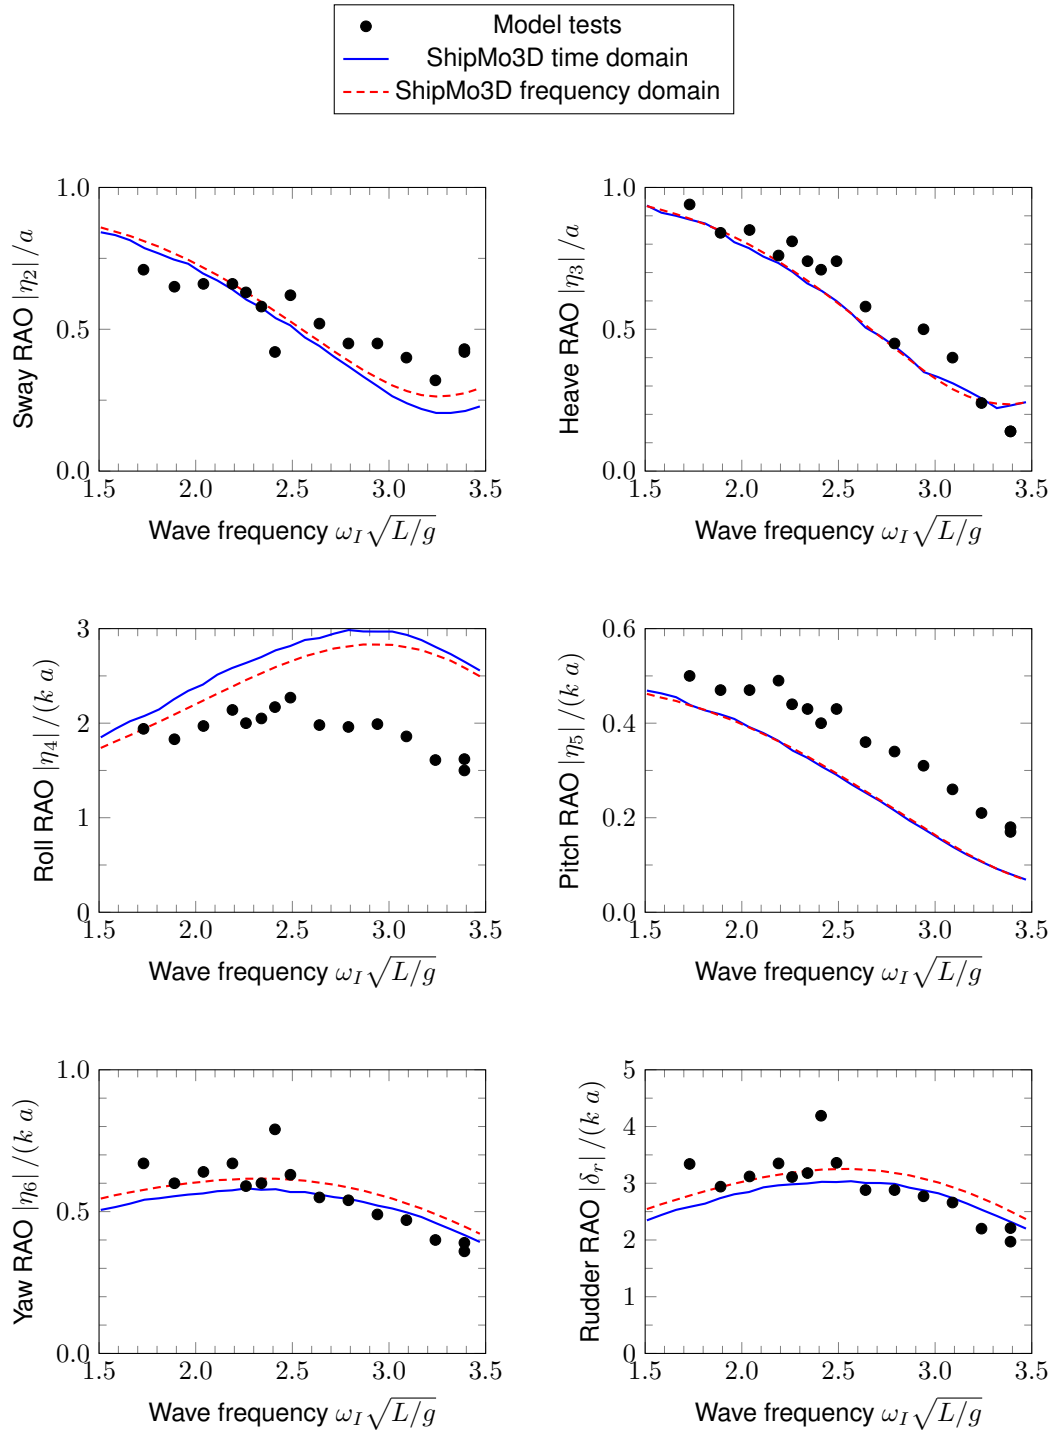 Model tests
ShipMo3D time domain
ShipMo3D frequency domain
Sway RAO |η₂|/a
1.0
0.5
0.0
1.5 2.0 2.5 3.0 3.5
Wave frequency ω_I√(L/g)
Heave RAO |η₃|/a
1.0
0.5
0.0
1.5 2.0 2.5 3.0 3.5
Wave frequency ω_I√(L/g)
Roll RAO |η₄|/(k a)
3
2
1
0
1.5 2.0 2.5 3.0 3.5
Wave frequency ω_I√(L/g)
Pitch RAO |η₅|/(k a)
0.6
0.4
0.2
0.0
1.5 2.0 2.5 3.0 3.5
Wave frequency ω_I√(L/g)
Yaw RAO |η₆|/(k a)
1.0
0.5
0.0
1.5 2.0 2.5 3.0 3.5
Wave frequency ω_I√(L/g)
Rudder RAO |δ_r|/(k a)
5
4
3
2
1
0
1.5 2.0 2.5 3.0 3.5
Wave frequency ω_I√(L/g)